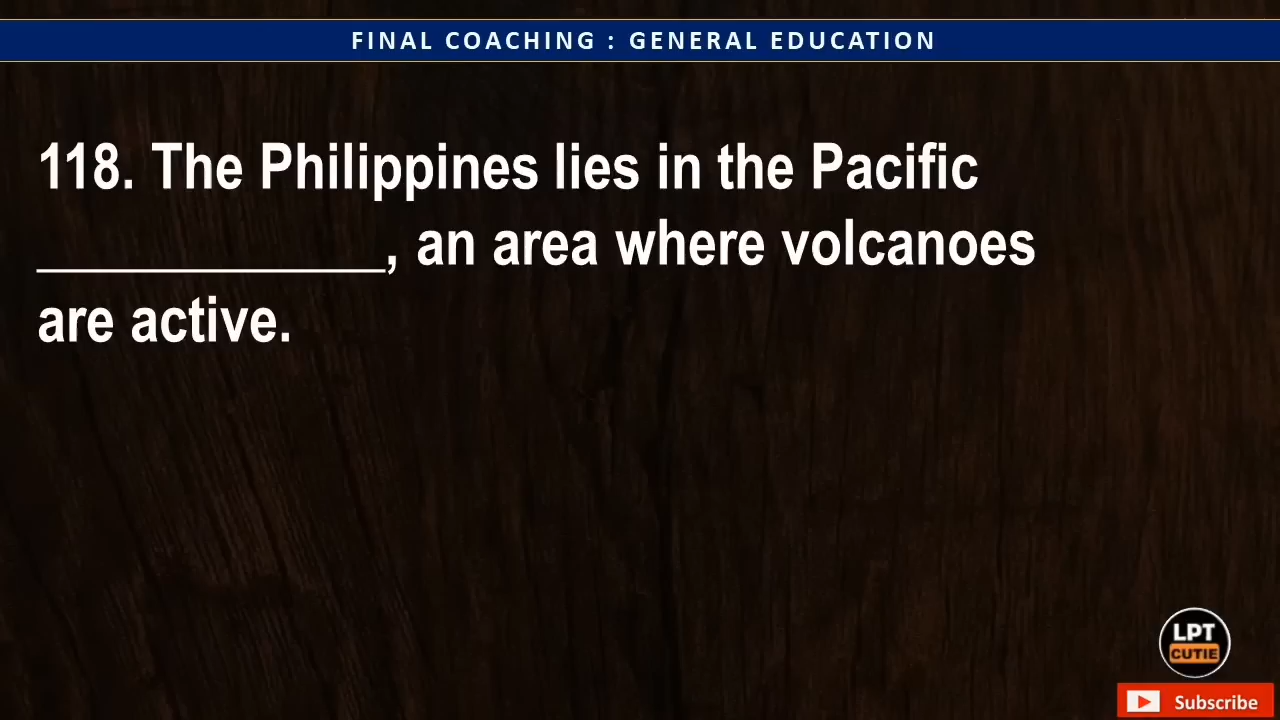 FINAL COACHING : GENERAL EDUCATION
118. The Philippines lies in the Pacific
______________, an area where volcanoes
are active.
LPT
CUTIE
Subscribe